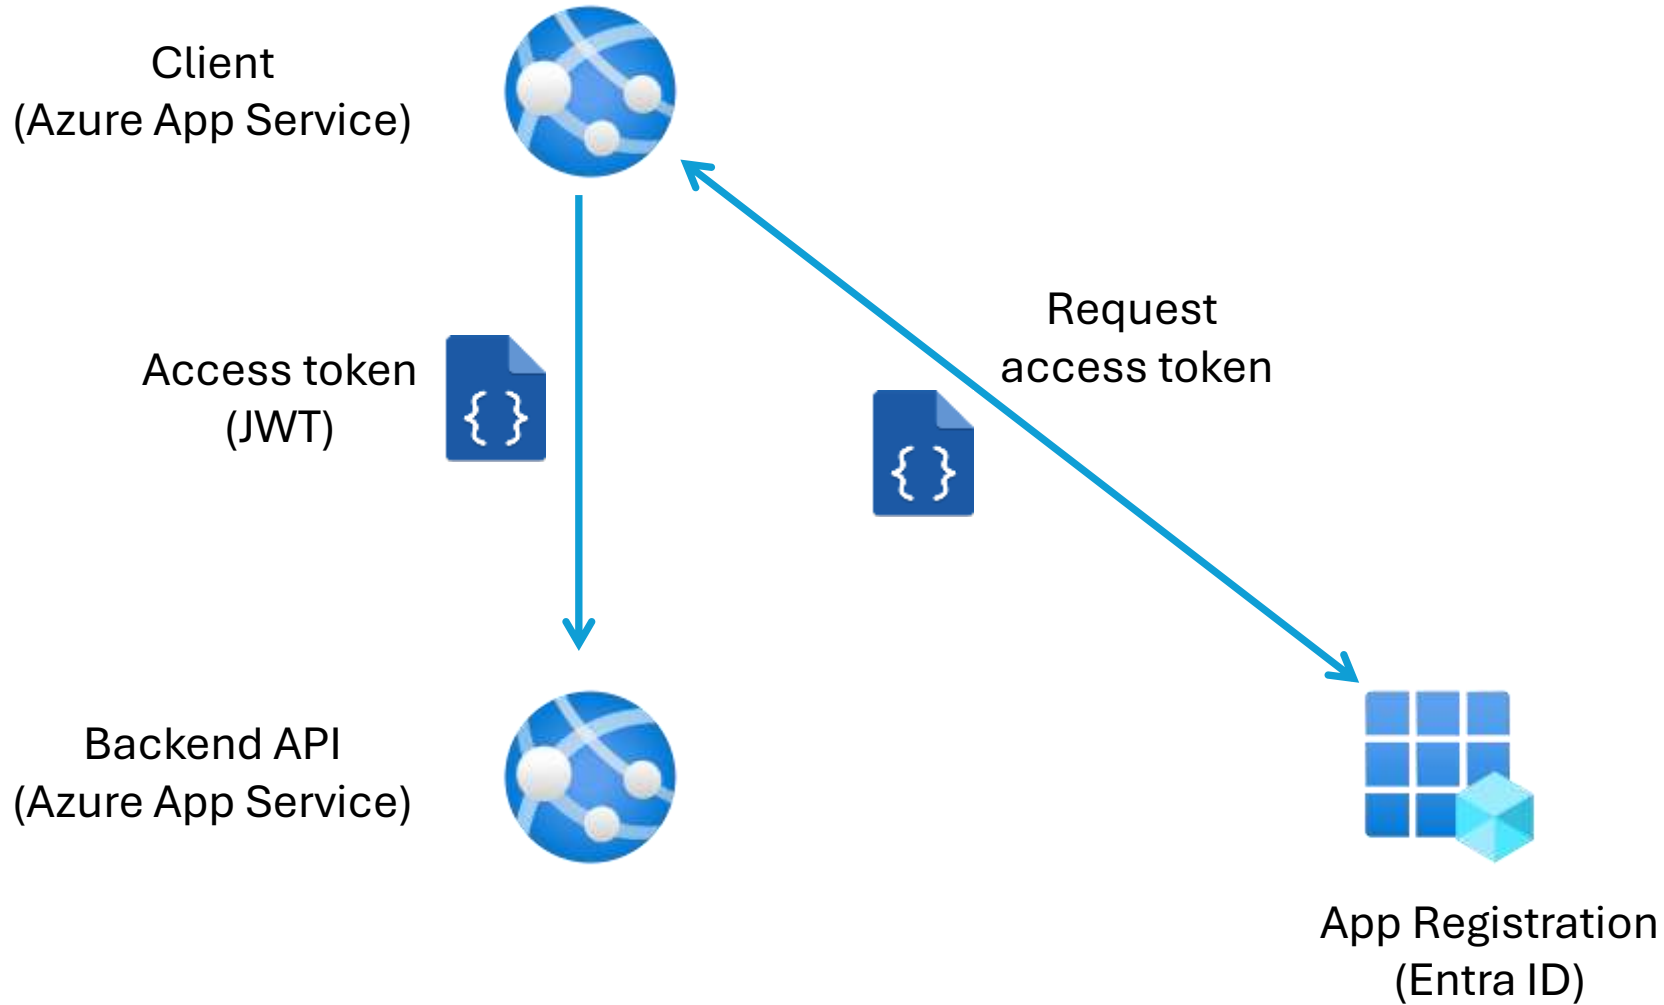 Client
(Azure App Service)
Request
access token
Access token
(JWT)
{ }
{ }
Backend API
(Azure App Service)
App Registration
(Entra ID)